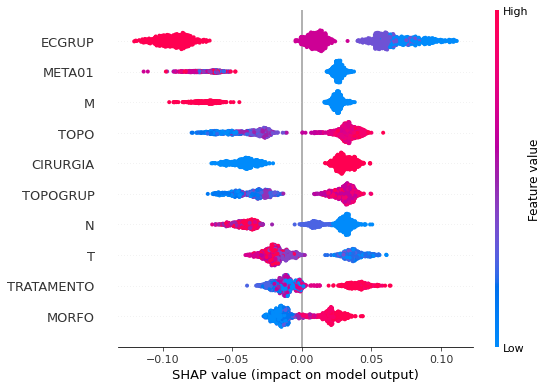 High
ECGRUP
META01
M
TOPO
CIRURGIA
TOPOGRUP
N
T
TRATAMENTO
MORFO
Feature value
Low
−0.10 −0.05 0.00 0.05 0.10
SHAP value (impact on model output)